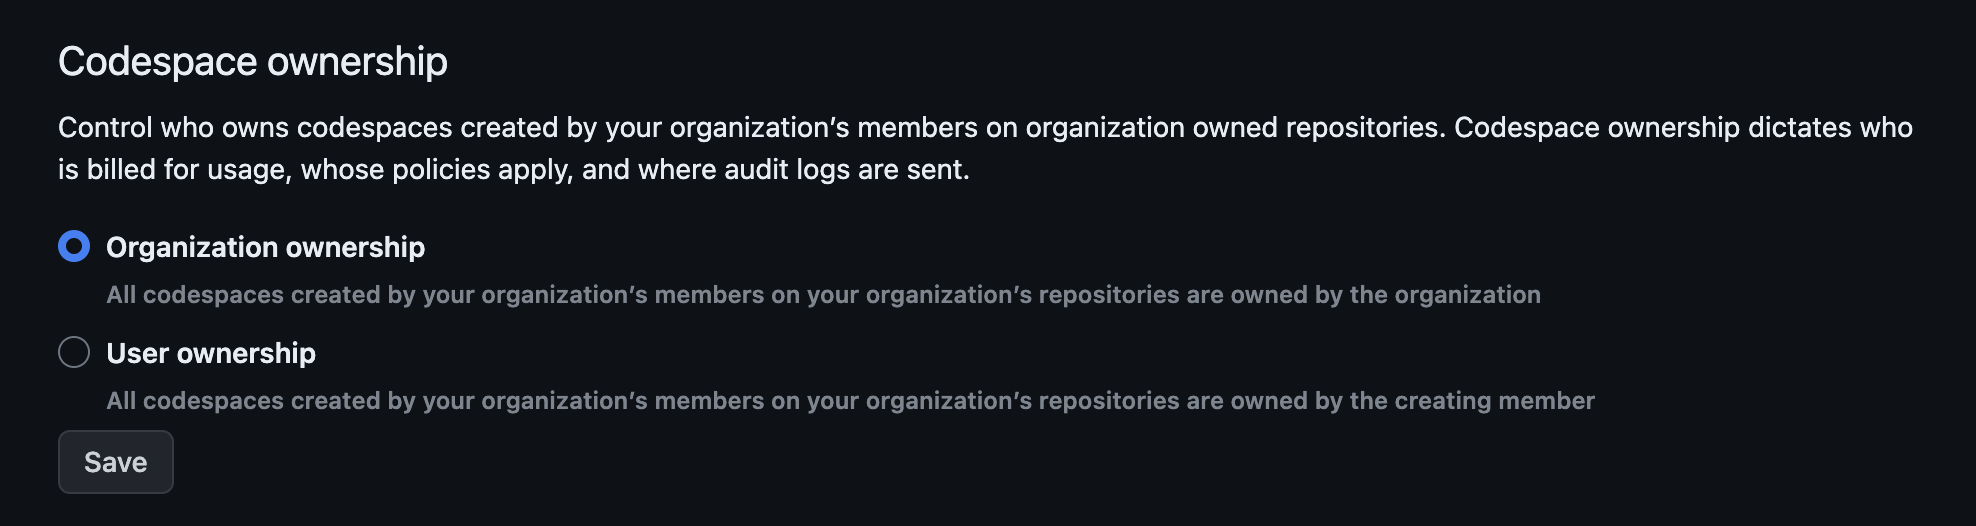 Codespace ownership
Control who owns codespaces created by your organization’s members on organization owned repositories. Codespace ownership dictates who
is billed for usage, whose policies apply, and where audit logs are sent.
Organization ownership
All codespaces created by your organization’s members on your organization’s repositories are owned by the organization
User ownership
All codespaces created by your organization’s members on your organization’s repositories are owned by the creating member
Save